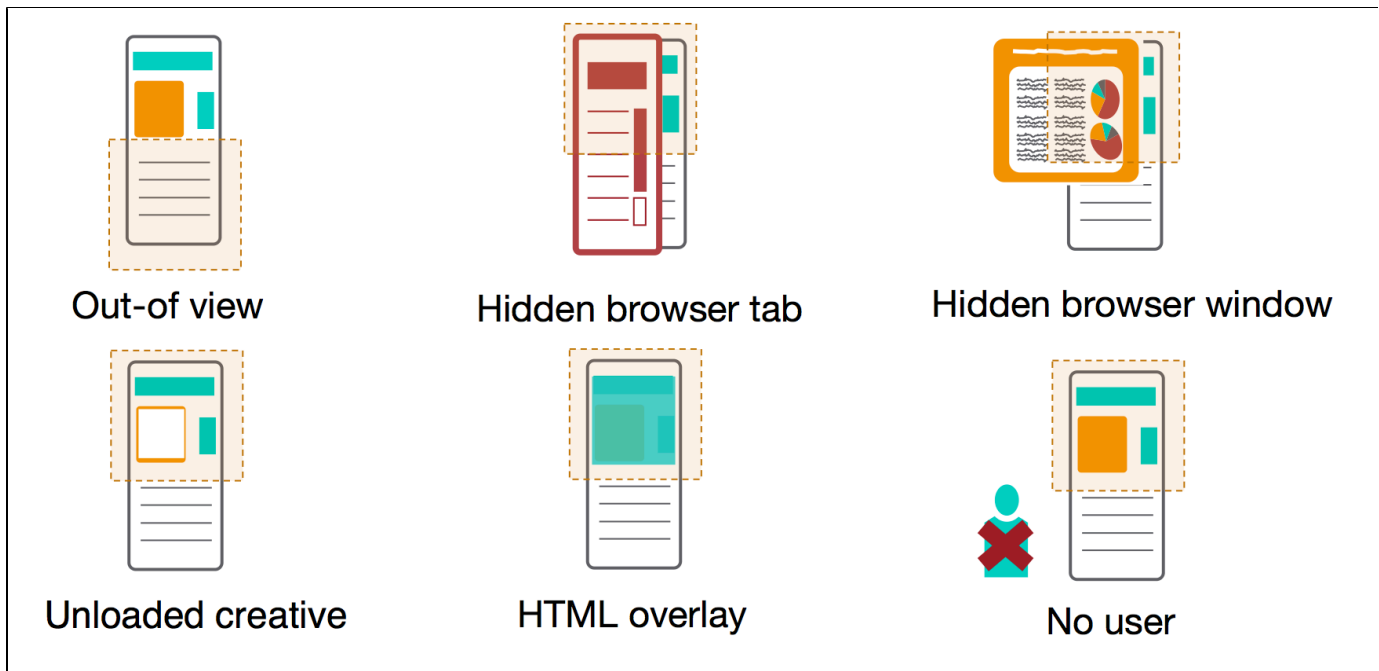 Out-of view
Hidden browser tab
Hidden browser window
Unloaded creative
HTML overlay
No user